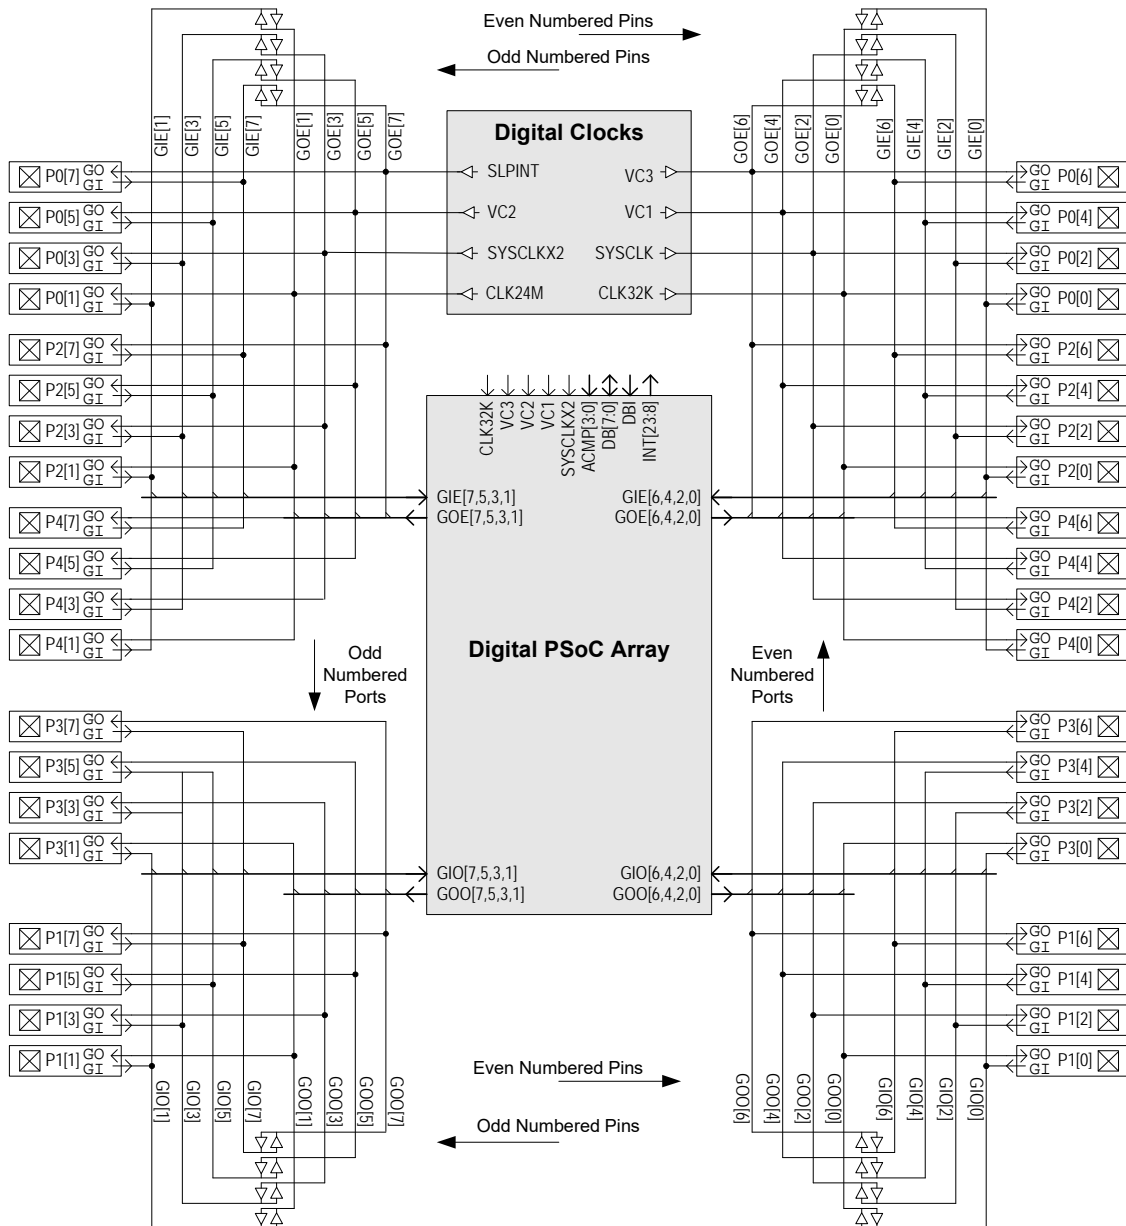 Even Numbered Pins
Odd Numbered Pins
GIE[1]
GIE[3]
GIE[5]
GIE[7]
GOE[1]
GOE[3]
GOE[5]
GOE[7]
Digital Clocks
SLPINT
VC3
VC2
VC1
SYSCLKX2
SYSCLK
CLK24M
CLK32K
GOE[6]
GOE[4]
GOE[2]
GOE[0]
GIE[6]
GIE[4]
GIE[2]
GIE[0]
P0[7] GO
GI
P0[5] GO
GI
P0[3] GO
GI
P0[1] GO
GI
P2[7] GO
GI
P2[5] GO
GI
P2[3] GO
GI
P2[1] GO
GI
P4[7] GO
GI
P4[5] GO
GI
P4[3] GO
GI
P4[1] GO
GI
GO P0[6]
GI
GO P0[4]
GI
GO P0[2]
GI
GO P0[0]
GI
GO P2[6]
GI
GO P2[4]
GI
GO P2[2]
GI
GO P2[0]
GI
GO P4[6]
GI
GO P4[4]
GI
GO P4[2]
GI
GO P4[0]
GI
CLK32K
VC3
VC2
VC1
SYSCLKX2
ACMP[3:0]
DB[7:0]
DBI
INT[23:8]
GIE[7,5,3,1]
GOE[7,5,3,1]
GIE[6,4,2,0]
GOE[6,4,2,0]
Digital PSoC Array
Odd
Numbered
Ports
Even
Numbered
Ports
P3[7] GO
GI
P3[5] GO
GI
P3[3] GO
GI
P3[1] GO
GI
GO P3[6]
GI
GO P3[4]
GI
GO P3[2]
GI
GO P3[0]
GI
GIO[7,5,3,1]
GOO[7,5,3,1]
GIO[6,4,2,0]
GOO[6,4,2,0]
P1[7] GO
GI
P1[5] GO
GI
P1[3] GO
GI
P1[1] GO
GI
GO P1[6]
GI
GO P1[4]
GI
GO P1[2]
GI
GO P1[0]
GI
Even Numbered Pins
Odd Numbered Pins
GIO[1]
GIO[3]
GIO[5]
GIO[7]
GOO[1]
GOO[3]
GOO[5]
GOO[7]
GOO[6]
GOO[4]
GOO[2]
GOO[0]
GIO[6]
GIO[4]
GIO[2]
GIO[0]